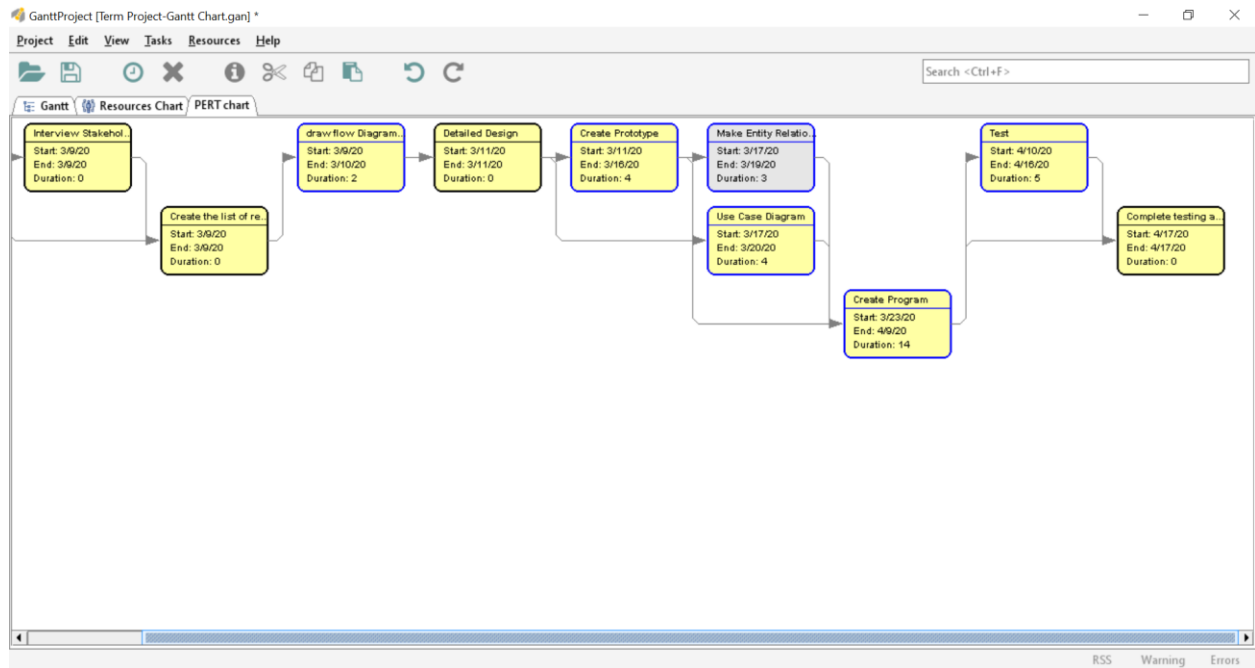 GanttProject [Term Project-Gantt Chart.gan] *
Project Edit View Tasks Resources Help
Search <Ctrl+F>
Gantt Resources Chart PERT chart
Interview Stakehol..
Start: 3/9/20
End: 3/9/20
Duration: 0
Create the list of re..
Start: 3/9/20
End: 3/9/20
Duration: 0
draw flow Diagram..
Start: 3/9/20
End: 3/10/20
Duration: 2
Detailed Design
Start: 3/11/20
End: 3/11/20
Duration: 0
Create Prototype
Start: 3/11/20
End: 3/16/20
Duration: 4
Make Entity Relatio..
Start: 3/17/20
End: 3/19/20
Duration: 3
Use Case Diagram
Start: 3/17/20
End: 3/20/20
Duration: 4
Create Program
Start: 3/23/20
End: 4/9/20
Duration: 14
Test
Start: 4/10/20
End: 4/16/20
Duration: 5
Complete testing a..
Start: 4/17/20
End: 4/17/20
Duration: 0
RSS Warning Errors